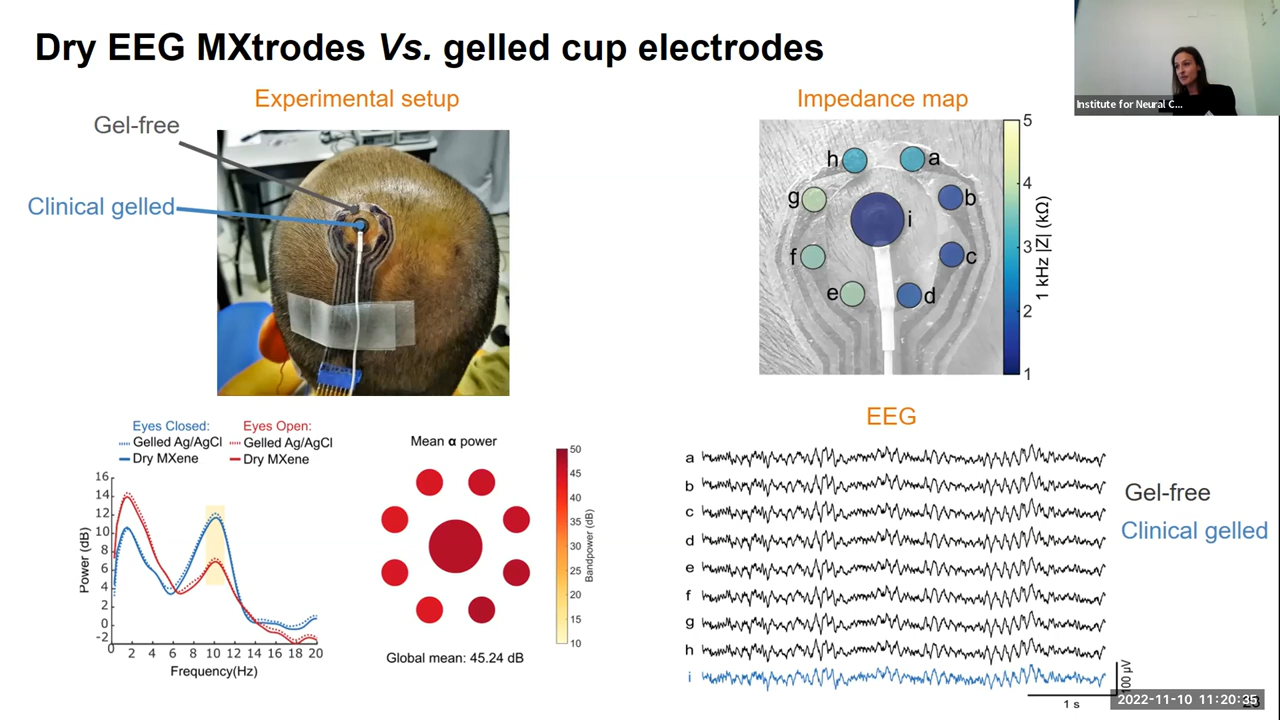 Dry EEG MXtrodes Vs. gelled cup electrodes
Institute for Neural C...
Experimental setup
Gel-free
Clinical gelled
Impedance map
h
a
g
b
i
f
c
e
d
5
4
3
2
1
1 kHz |Z| (kΩ)
Eyes Closed:
Gelled Ag/AgCl
Dry MXene
Eyes Open:
Gelled Ag/AgCl
Dry MXene
Power (dB)
16
14
12
10
8
6
4
2
0
-2
0 2 4 6 8 10 12 14 16 18 20
Frequency(Hz)
Mean α power
50
45
40
35
30
25
20
15
10
Bandpower (dB)
Global mean: 45.24 dB
EEG
a
b
c
d
e
f
g
h
i
Gel-free
Clinical gelled
100 µV
1 s
2022-11-10 11:20:35